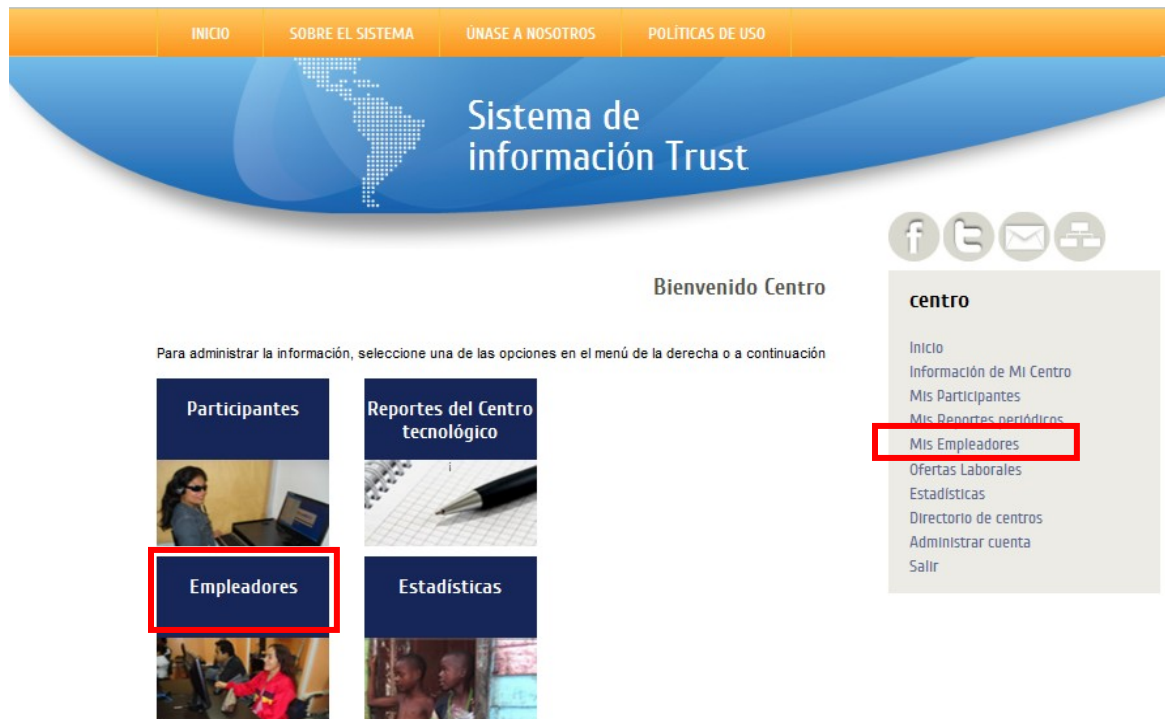 INICIO
SOBRE EL SISTEMA
ÚNASE A NOSOTROS
POLÍTICAS DE USO
Sistema de
información Trust
Bienvenido Centro
Para administrar la información, seleccione una de las opciones en el menú de la derecha o a continuación
Participantes
Reportes del Centro
tecnológico
Empleadores
Estadísticas
centro
Inicio
Información de Mi Centro
Mis Participantes
Mis Reportes periódicos
Mis Empleadores
Ofertas Laborales
Estadísticas
Directorio de centros
Administrar cuenta
Salir